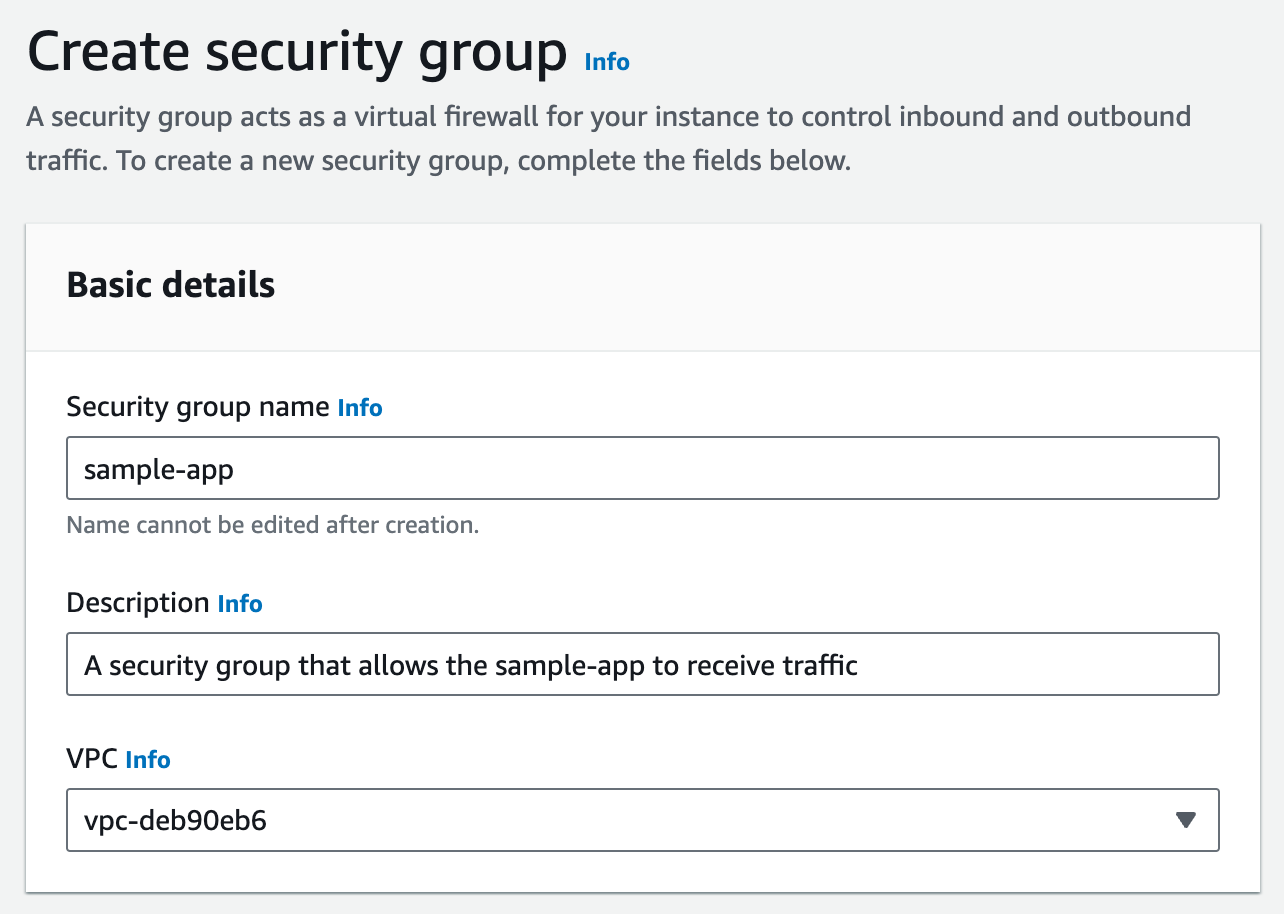 Create security group Info
A security group acts as a virtual firewall for your instance to control inbound and outbound
traffic. To create a new security group, complete the fields below.
Basic details
Security group name Info
sample-app
Name cannot be edited after creation.
Description Info
A security group that allows the sample-app to receive traffic
VPC Info
vpc-deb90eb6